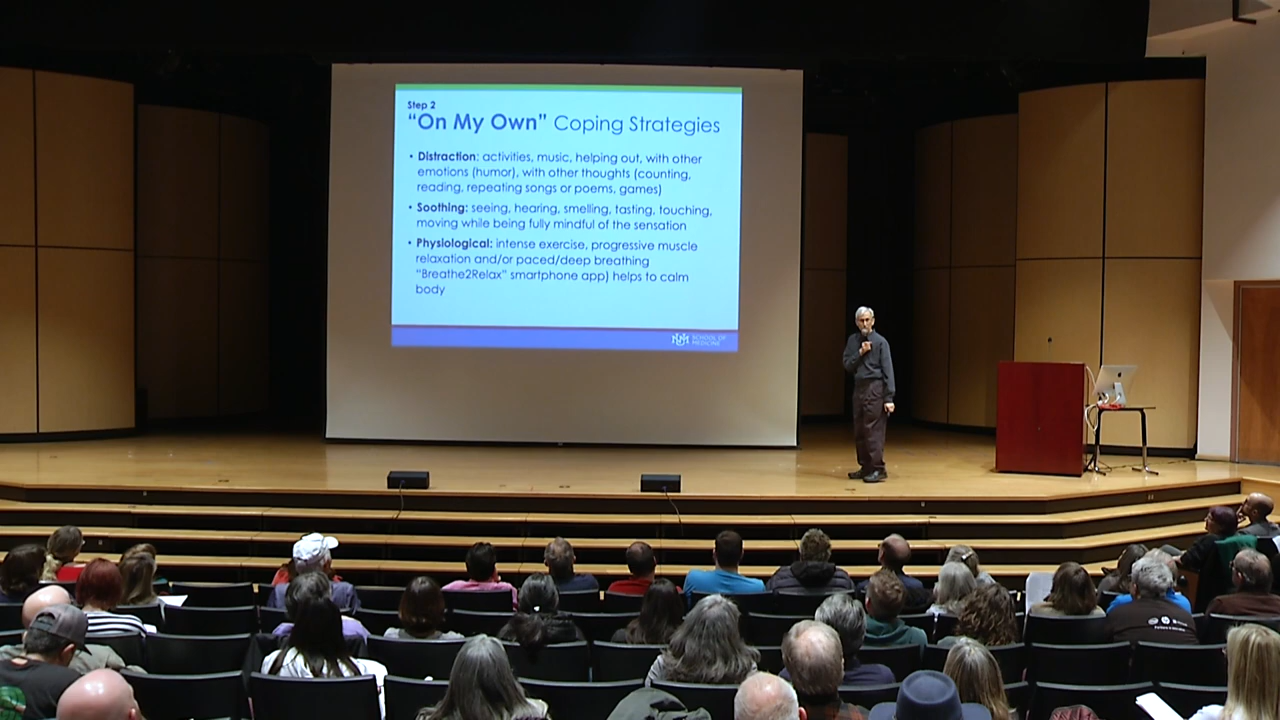 Step 2
“On My Own” Coping Strategies
• Distraction: activities, music, helping out, with other
emotions (humor), with other thoughts (counting,
reading, repeating songs or poems, games)
• Soothing: seeing, hearing, smelling, tasting, touching,
moving while being fully mindful of the sensation
• Physiological: intense exercise, progressive muscle
relaxation and/or paced/deep breathing
“Breathe2Relax” smartphone app) helps to calm
body
UNM SCHOOL OF
MEDICINE